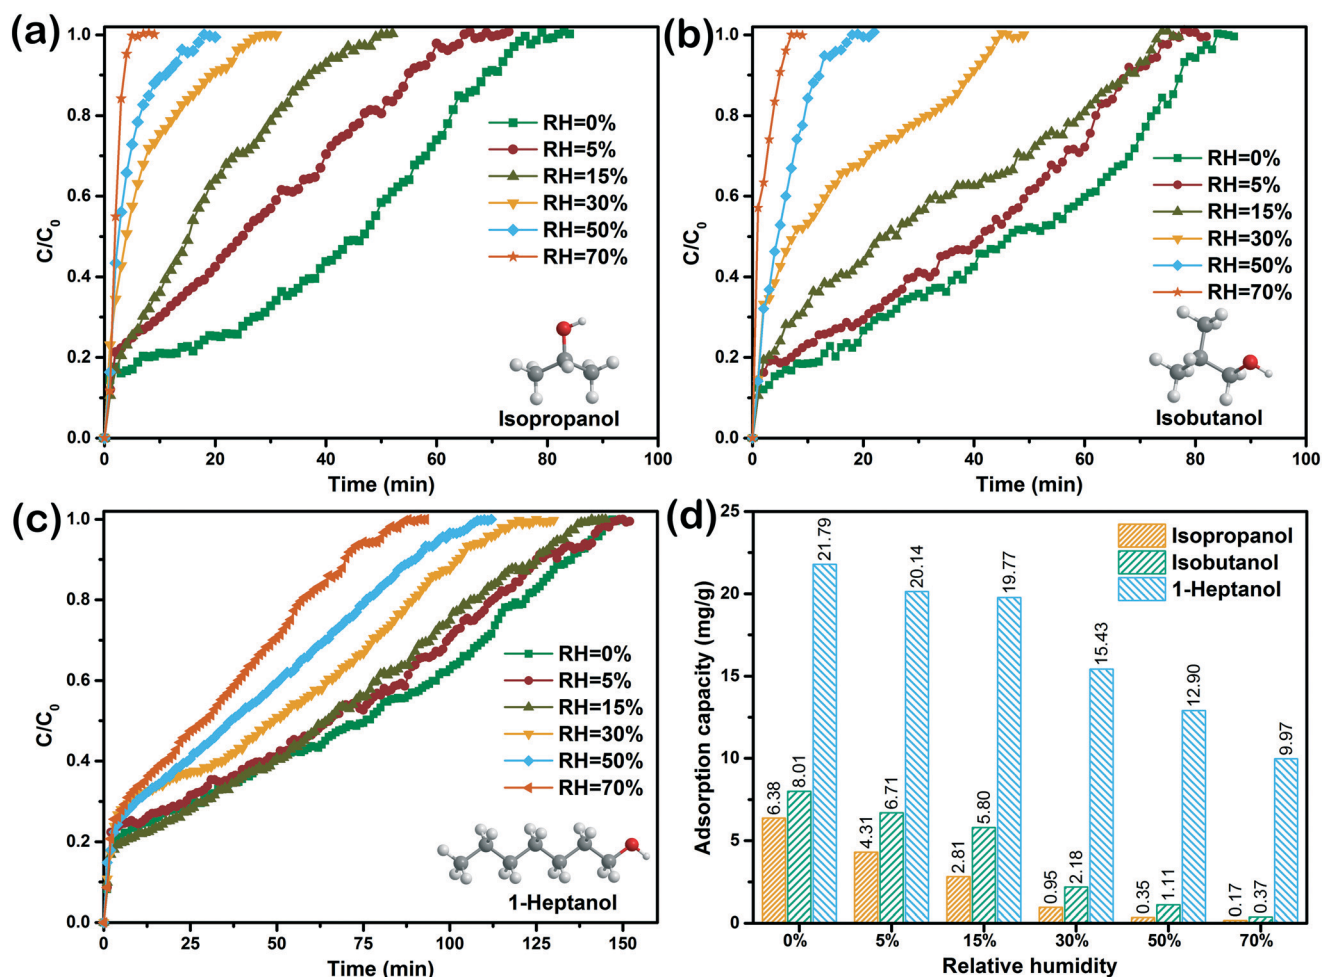 (a)
1.0
0.8
0.6
0.4
0.2
0.0
C/C0
RH=0%
RH=5%
RH=15%
RH=30%
RH=50%
RH=70%
Isopropanol
0 20 40 60 80 100
Time (min)
(b)
1.0
0.8
0.6
0.4
0.2
0.0
C/C0
RH=0%
RH=5%
RH=15%
RH=30%
RH=50%
RH=70%
Isobutanol
0 20 40 60 80 100
Time (min)
(c)
1.0
0.8
0.6
0.4
0.2
0.0
C/C0
RH=0%
RH=5%
RH=15%
RH=30%
RH=50%
RH=70%
1-Heptanol
0 25 50 75 100 125 150
Time (min)
(d)
25
20
15
10
5
0
Adsorption capacity (mg/g)
Isopropanol
Isobutanol
1-Heptanol
6.38 8.01 21.79
4.31 6.71 20.14
2.81 5.80 19.77
0.95 2.18 15.43
0.35 1.11 12.90
0.17 0.37 9.97
0% 5% 15% 30% 50% 70%
Relative humidity